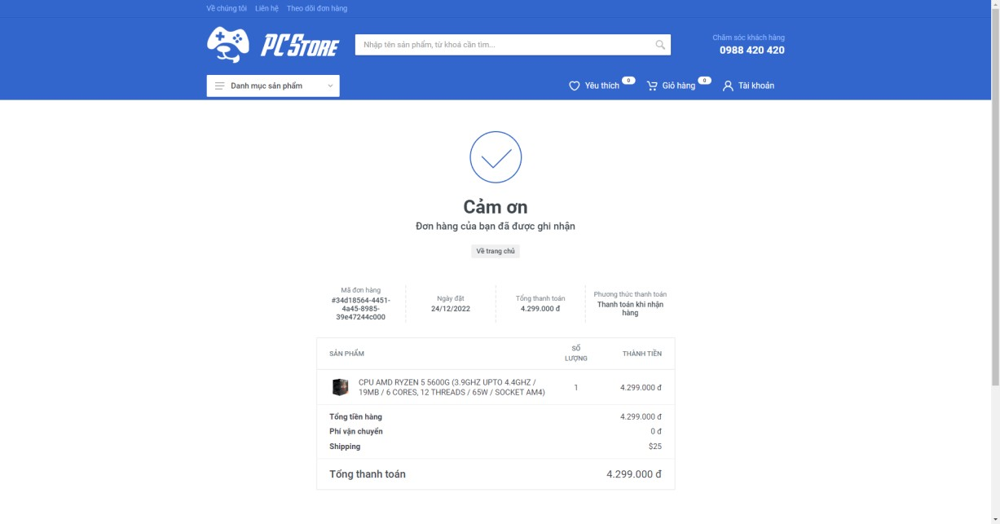 Về chúng tôi Liên hệ Theo dõi đơn hàng
PC STORE
Nhập tên sản phẩm, từ khoá cần tìm...
Chăm sóc khách hàng
0988 420 420
Danh mục sản phẩm
Yêu thích 0 Giỏ hàng 0 Tài khoản
Cảm ơn
Đơn hàng của bạn đã được ghi nhận
Về trang chủ
Mã đơn hàng
#34d18564-4451-
4a45-8985-
39e47244c000
Ngày đặt
24/12/2022
Tổng thanh toán
4.299.000 đ
Phương thức thanh toán
Thanh toán khi nhận
hàng
SẢN PHẨM
SỐ
LƯỢNG
THÀNH TIỀN
CPU AMD RYZEN 5 5600G (3.9GHZ UPTO 4.4GHZ /
19MB / 6 CORES, 12 THREADS / 65W / SOCKET AM4)
1
4.299.000 đ
Tổng tiền hàng 4.299.000 đ
Phí vận chuyển 0 đ
Shipping $25
Tổng thanh toán 4.299.000 đ